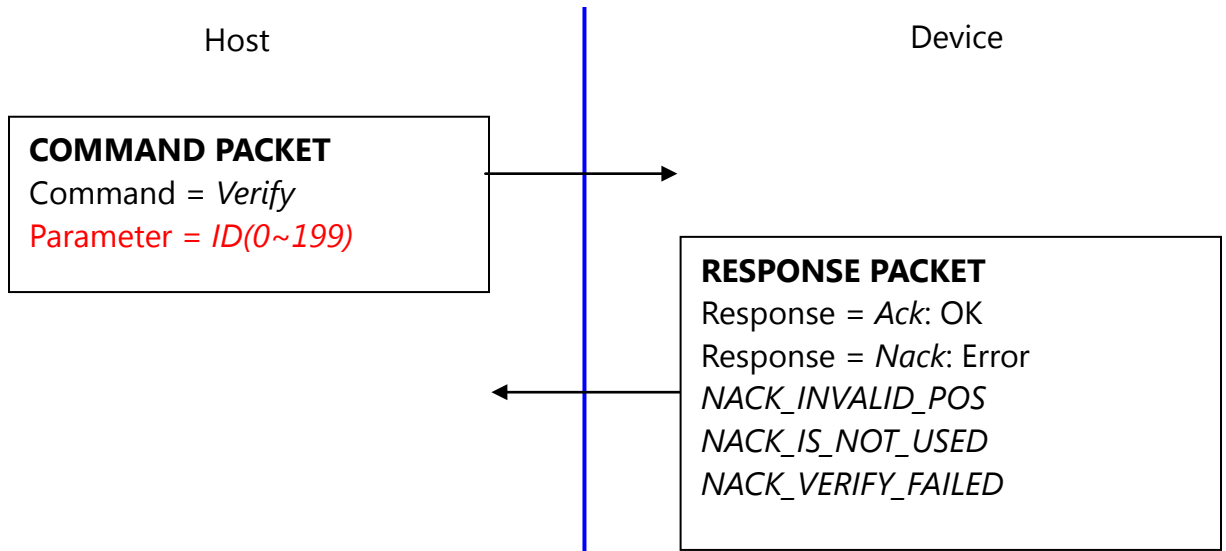 Host
Device
COMMAND PACKET
Command = Verify
Parameter = ID(0~199)
RESPONSE PACKET
Response = Ack: OK
Response = Nack: Error
NACK_INVALID_POS
NACK_IS_NOT_USED
NACK_VERIFY_FAILED